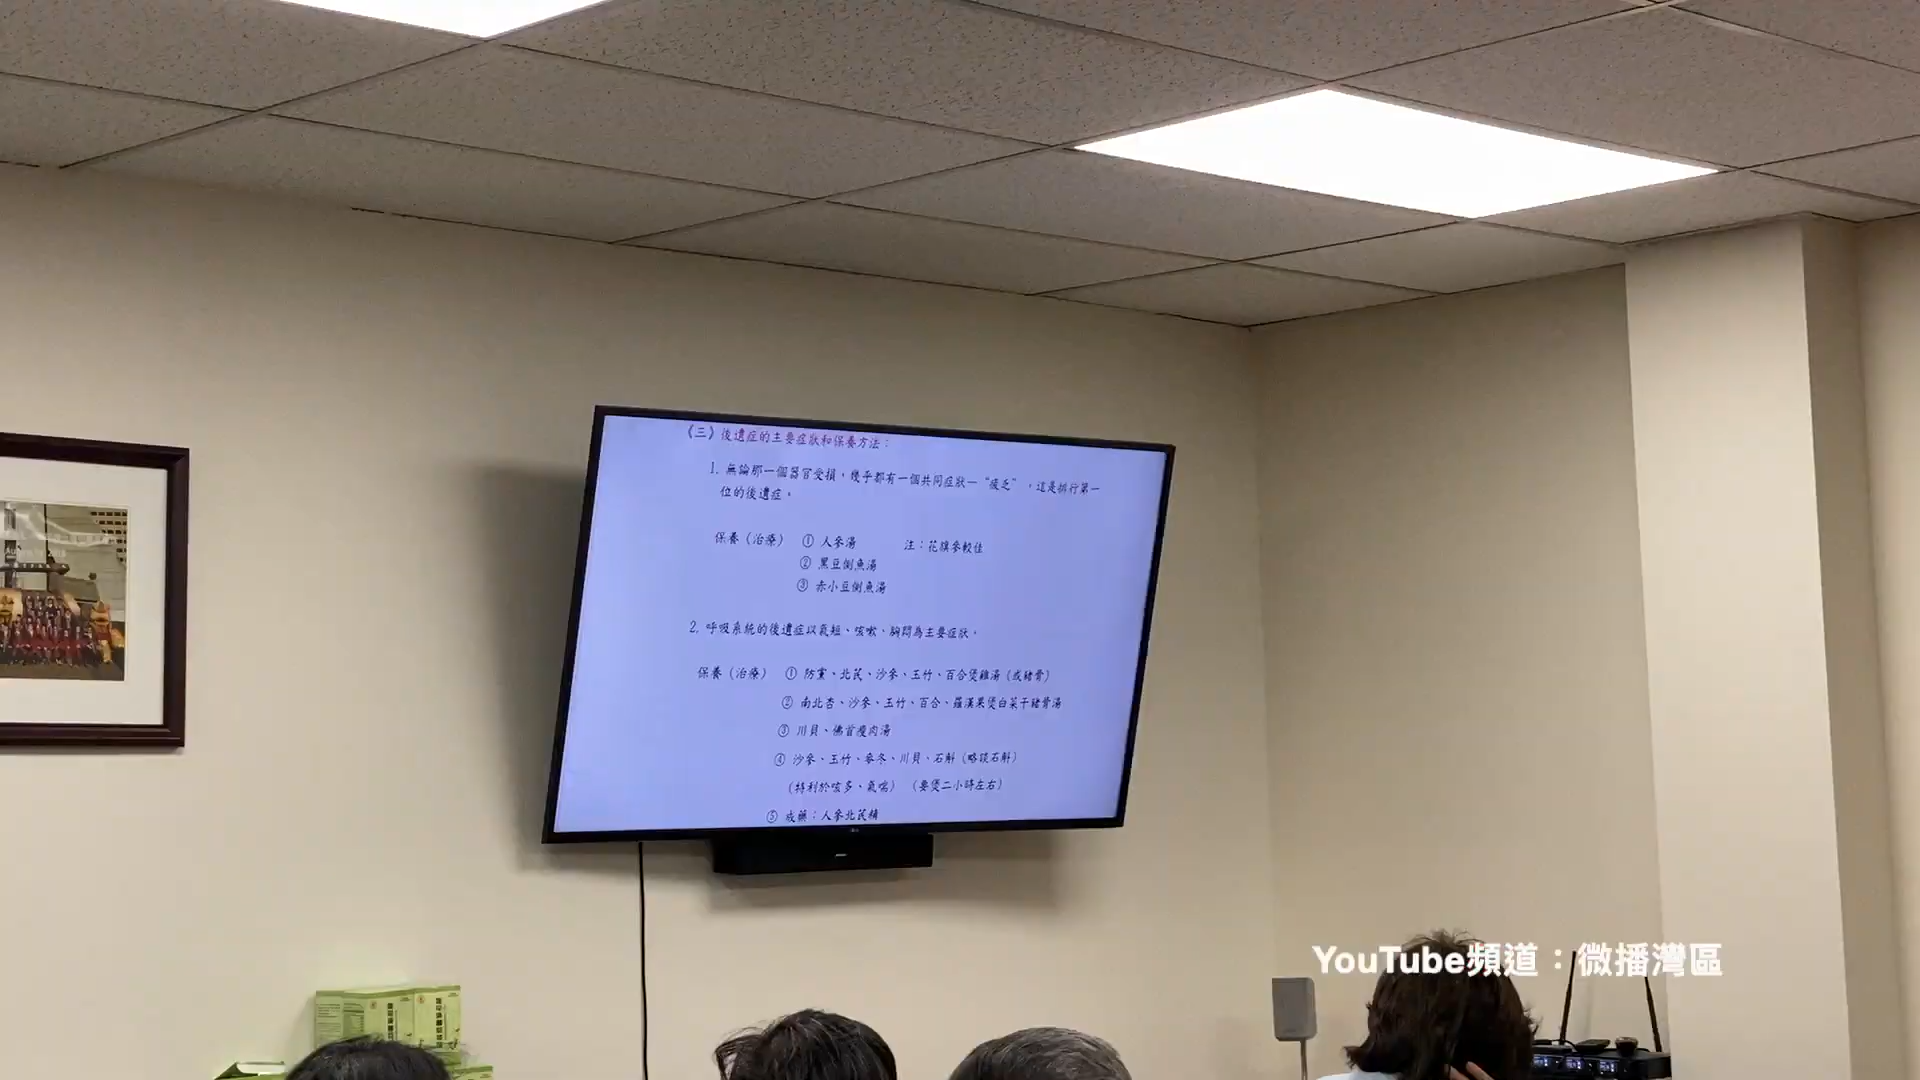 《三》後遺症的主要症狀和保養方法：
1. 無論那一個器官受損，幾乎都有一個共同症狀—“疲乏”，這是排行第一
位的後遺症。
保養（治療） ① 人參湯 注：花旗參較佳
② 黑豆鯽魚湯
③ 赤小豆鯽魚湯
2. 呼吸系統的後遺症以氣短、咳嗽、胸悶為主要症狀。
保養（治療） ① 防黨、北芪、沙參、玉竹、百合煲雞湯（或豬骨）
② 南北杏、沙參、玉竹、百合、羅漢果煲白菜干豬骨湯
③ 川貝、佛首瘦肉湯
④ 沙參、玉竹、麥冬、川貝、石斛（略談石斛）
（特利於咳多、氣喘） （要煲二小時左右）
⑤ 成藥：人參北芪精
YouTube頻道：微播灣區